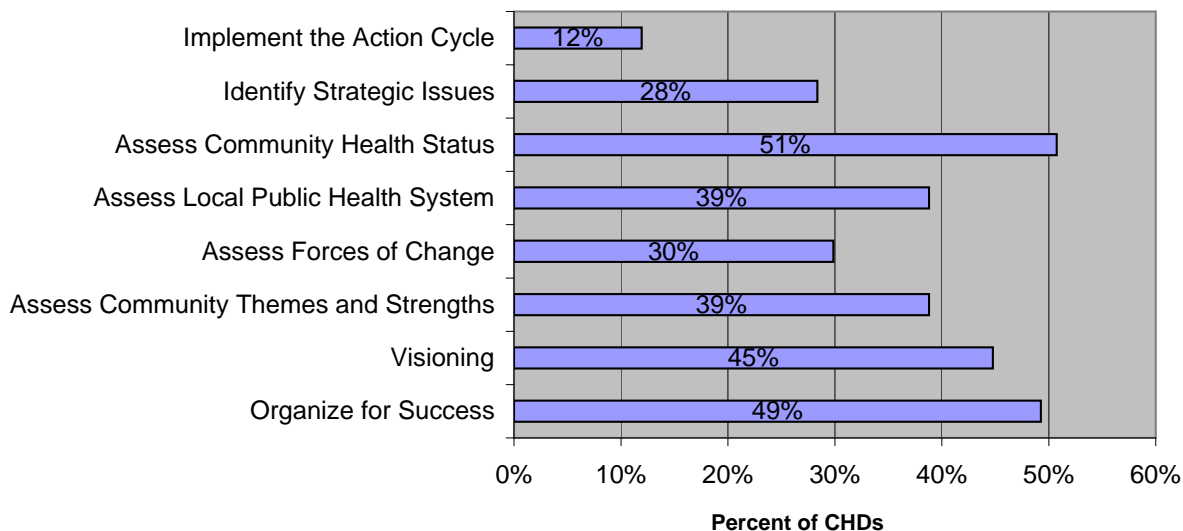 Implement the Action Cycle
12%
Identify Strategic Issues
28%
Assess Community Health Status
51%
Assess Local Public Health System
39%
Assess Forces of Change
30%
Assess Community Themes and Strengths
39%
Visioning
45%
Organize for Success
49%
0% 10% 20% 30% 40% 50% 60%
Percent of CHDs